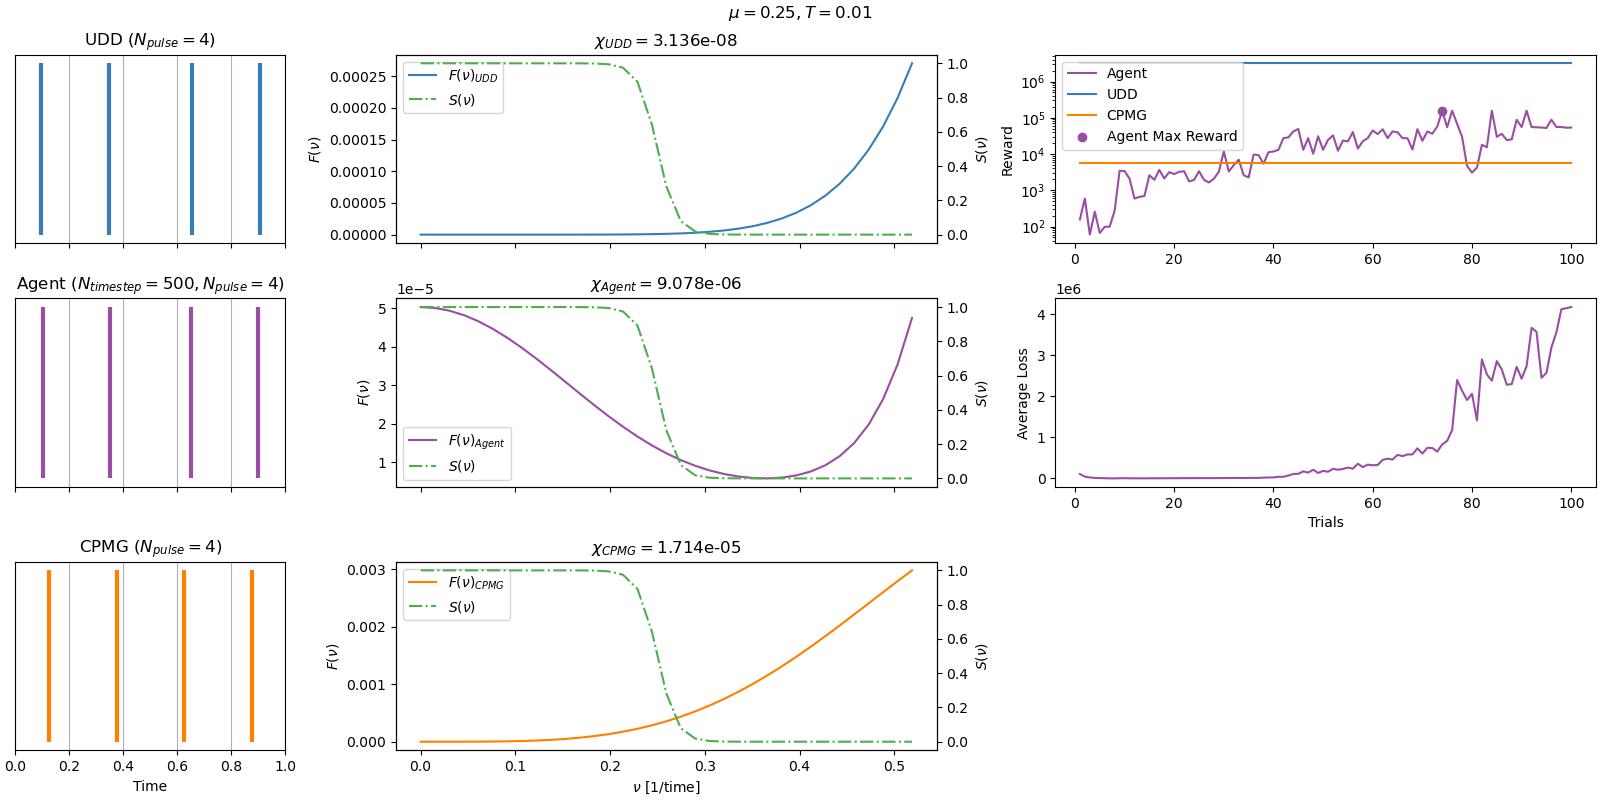 μ = 0.25, T = 0.01
UDD (N_pulse = 4)
χ_UDD = 3.136e-08
F(ν)
0.00025
0.00020
0.00015
0.00010
0.00005
0.00000
F(ν)_UDD
S(ν)
1.0
0.8
0.6
0.4
0.2
0.0
S(ν)
Reward
10^6
10^5
10^4
10^3
10^2
Agent
UDD
CPMG
Agent Max Reward
0 20 40 60 80 100
Agent (N_timestep = 500, N_pulse = 4)
1e−5
χ_Agent = 9.078e-06
F(ν)
5
4
3
2
1
F(ν)_Agent
S(ν)
1.0
0.8
0.6
0.4
0.2
0.0
S(ν)
1e6
Average Loss
4
3
2
1
0
0 20 40 60 80 100
Trials
CPMG (N_pulse = 4)
0.0 0.2 0.4 0.6 0.8 1.0
Time
χ_CPMG = 1.714e-05
F(ν)
0.003
0.002
0.001
0.000
F(ν)_CPMG
S(ν)
1.0
0.8
0.6
0.4
0.2
0.0
S(ν)
0.0 0.1 0.2 0.3 0.4 0.5
ν [1/time]